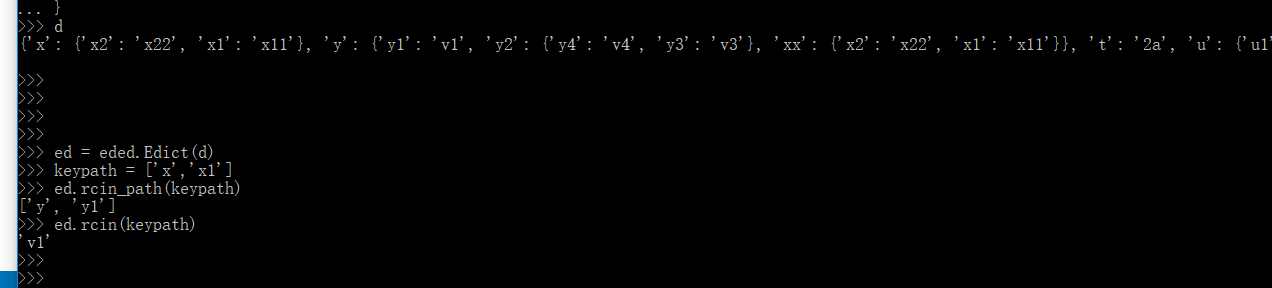 ... }
>>> d
{'x': {'x2': 'x22', 'x1': 'x11'}, 'y': {'y1': 'v1', 'y2': {'y4': 'v4', 'y3': 'v3'}, 'xx': {'x2': 'x22', 'x1': 'x11'}}, 't': '2a', 'u': {'u1'
>>>
>>>
>>>
>>>
>>> ed = eded.Edict(d)
>>> keypath = ['x','x1']
>>> ed.rcin_path(keypath)
['y', 'y1']
>>> ed.rcin(keypath)
'v1'
>>>
>>>